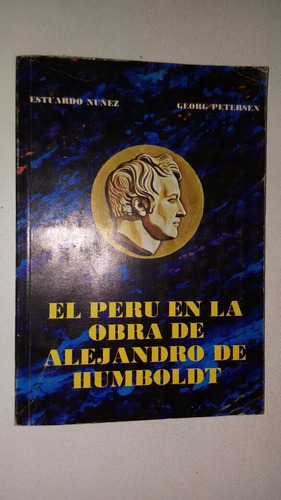 ESTUARDO NUÑEZ
GEORG PETERSEN
EL PERU EN LA
OBRA DE
ALEJANDRO DE
HUMBOLDT